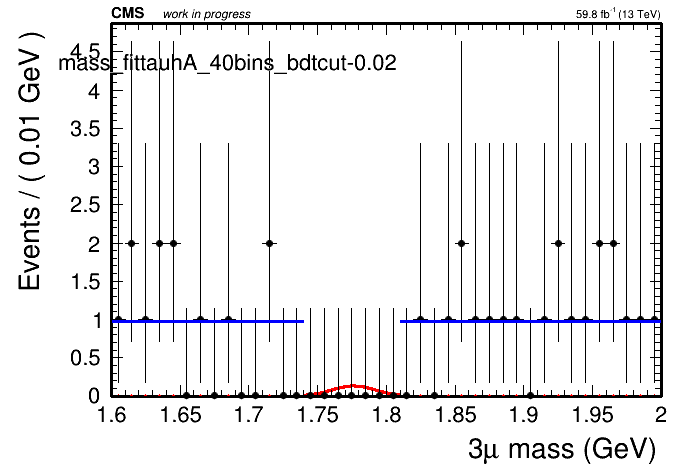 CMS work in progress 59.8 fb⁻¹ (13 TeV)
mass_fittauhA_40bins_bdtcut-0.02
Events / ( 0.01 GeV )
4.5
4
3.5
3
2.5
2
1.5
1
0.5
0
1.6 1.65 1.7 1.75 1.8 1.85 1.9 1.95 2
3μ mass (GeV)